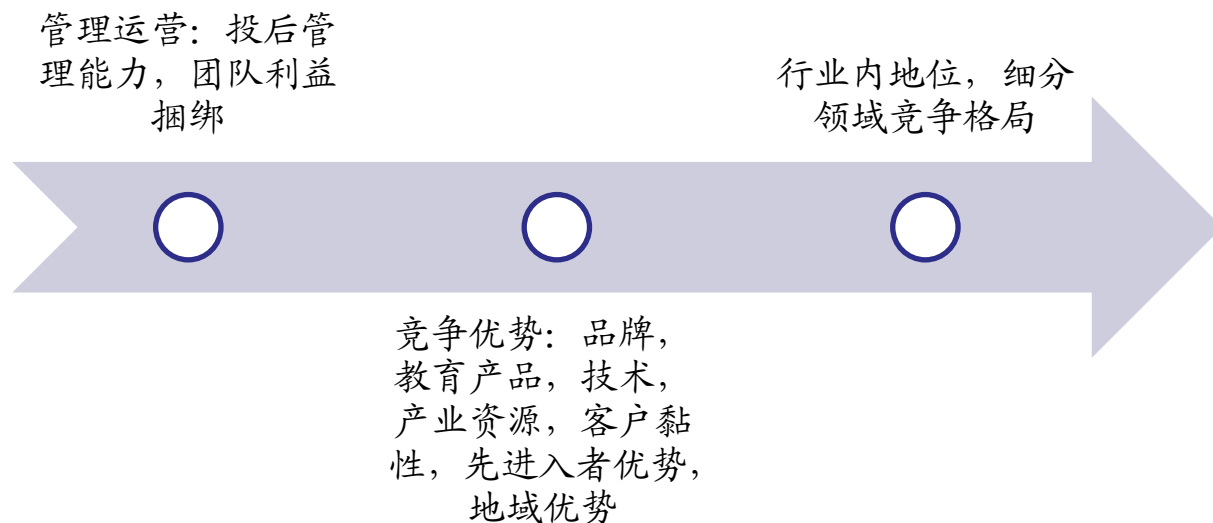 管理运营：投后管
理能力，团队利益
捆绑
行业内地位，细分
领域竞争格局
竞争优势：品牌，
教育产品，技术，
产业资源，客户黏
性，先进入者优势，
地域优势